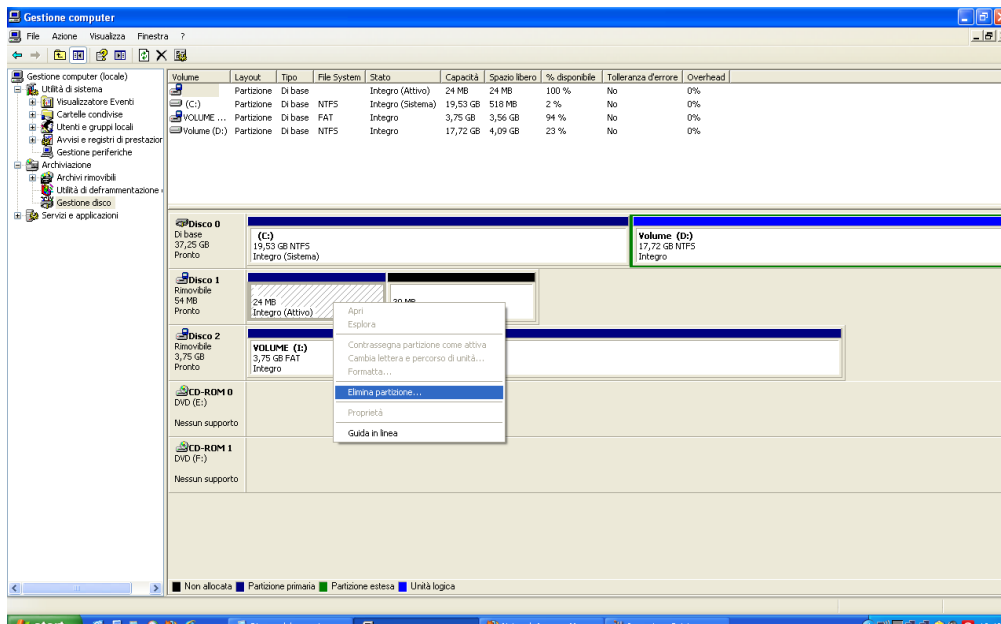 Gestione computer
File Azione Visualizza Finestra ?
Gestione computer (locale)
Utilità di sistema
Visualizzatore Eventi
Cartelle condivise
Utenti e gruppi locali
Avvisi e registri di prestazior
Gestione periferiche
Archiviazione
Archivi rimovibili
Utilità di deframmentazione
Gestione disco
Servizi e applicazioni
Volume Layout Tipo File System Stato Capacità Spazio libero % disponibile Tolleranza d'errore Overhead
Partizione Di base Integro (Attivo) 24 MB 24 MB 100 % No 0%
(C:) Partizione Di base NTFS Integro (Sistema) 19,53 GB 518 MB 2 % No 0%
VOLUME ... Partizione Di base FAT Integro 3,75 GB 3,56 GB 94 % No 0%
Volume (D:) Partizione Di base NTFS Integro 17,72 GB 4,09 GB 23 % No 0%
Disco 0
Di base
37,25 GB
Pronto
(C:)
19,53 GB NTFS
Integro (Sistema)
Volume (D:)
17,72 GB NTFS
Integro
Disco 1
Rimovibile
54 MB
Pronto
24 MB
Integro (Attivo)
30 MB
Disco 2
Rimovibile
3,75 GB
Pronto
VOLUME (I:)
3,75 GB FAT
Integro
CD-ROM 0
DVD (E:)
Nessun supporto
CD-ROM 1
DVD (F:)
Nessun supporto
Apri
Esplora
Contrassegna partizione come attiva
Cambia lettera e percorso di unità...
Formatta...
Elimina partizione...
Proprietà
Guida in linea
Non allocata Partizione primaria Partizione estesa Unità logica
start